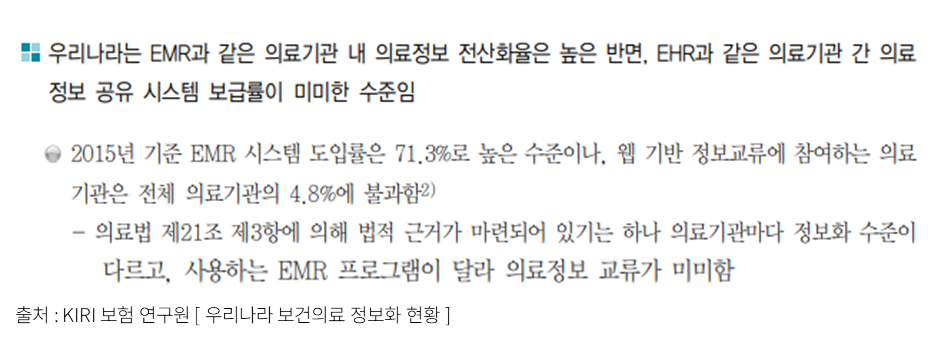 우리나라는 EMR과 같은 의료기관 내 의료정보 전산화율은 높은 반면, EHR과 같은 의료기관 간 의료
정보 공유 시스템 보급률이 미미한 수준임
2015년 기준 EMR 시스템 도입률은 71.3%로 높은 수준이나, 웹 기반 정보교류에 참여하는 의료
기관은 전체 의료기관의 4.8%에 불과함2)
- 의료법 제21조 제3항에 의해 법적 근거가 마련되어 있기는 하나 의료기관마다 정보화 수준이
다르고, 사용하는 EMR 프로그램이 달라 의료정보 교류가 미미함
출처 : KIRI 보험 연구원 [ 우리나라 보건의료 정보화 현황 ]